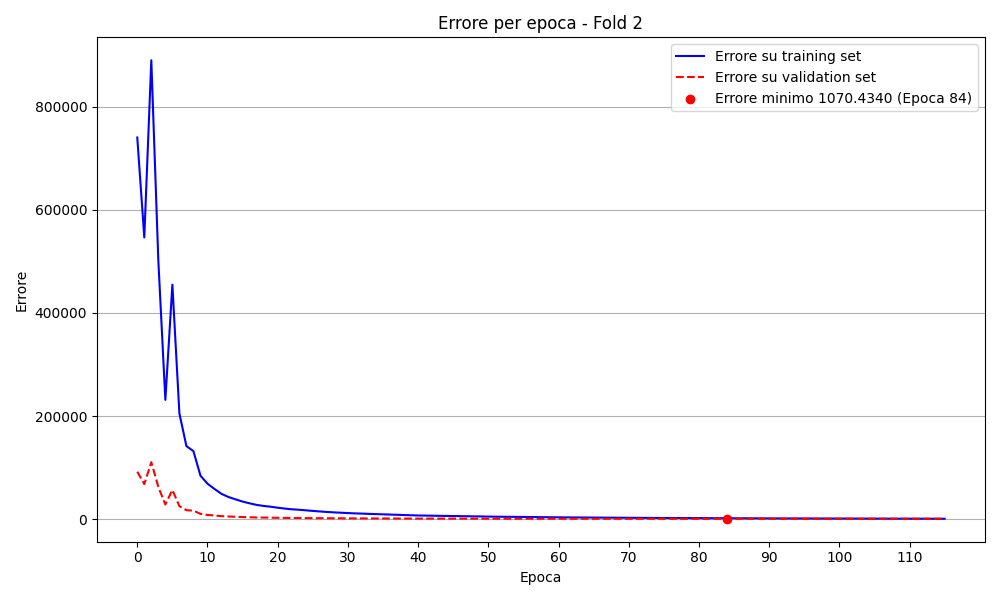 Errore per epoca - Fold 2
Errore su training set
Errore su validation set
Errore minimo 1070.4340 (Epoca 84)
800000
600000
400000
200000
0
Errore
0 10 20 30 40 50 60 70 80 90 100 110
Epoca